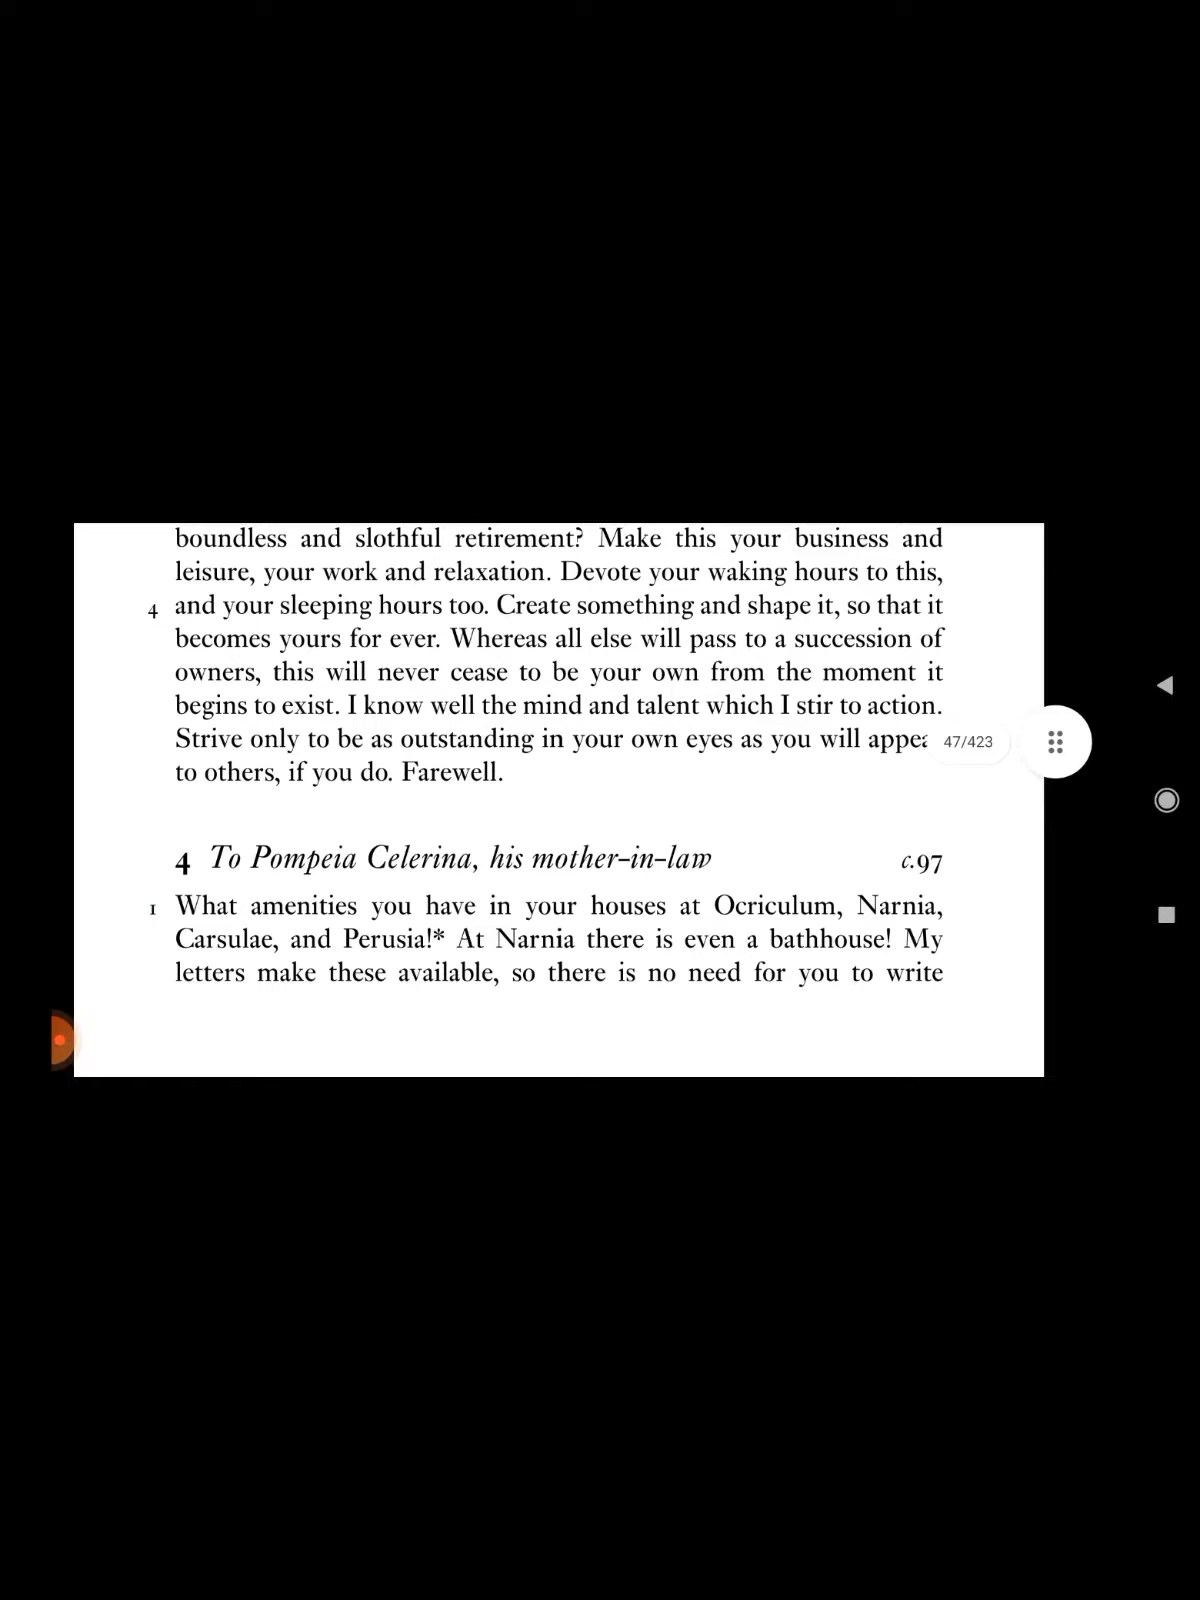 boundless and slothful retirement? Make this your business and
leisure, your work and relaxation. Devote your waking hours to this,
4 and your sleeping hours too. Create something and shape it, so that it
becomes yours for ever. Whereas all else will pass to a succession of
owners, this will never cease to be your own from the moment it
begins to exist. I know well the mind and talent which I stir to action.
Strive only to be as outstanding in your own eyes as you will appea 47/423
to others, if you do. Farewell.
4 To Pompeia Celerina, his mother-in-law c.97
1 What amenities you have in your houses at Ocriculum, Narnia,
Carsulae, and Perusia!* At Narnia there is even a bathhouse! My
letters make these available, so there is no need for you to write